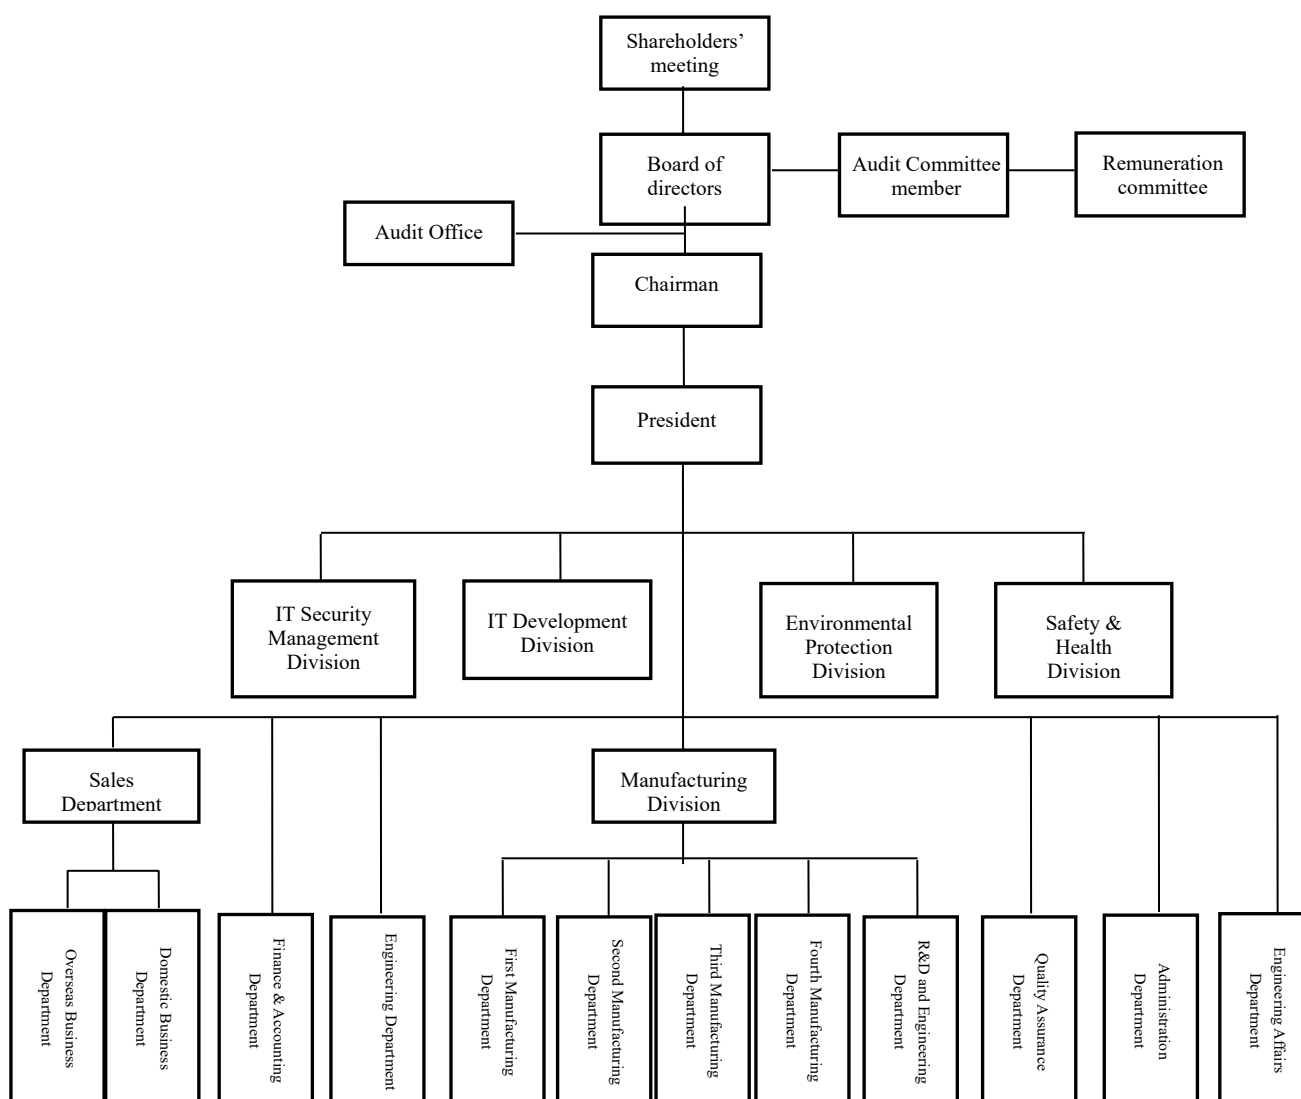 Shareholders’
meeting
Board of
directors
Audit Committee
member
Remuneration
committee
Audit Office
Chairman
President
IT Security
Management
Division
IT Development
Division
Environmental
Protection
Division
Safety &
Health
Division
Sales
Department
Manufacturing
Division
Overseas Business
Department
Domestic Business
Department
Finance & Accounting
Department
Engineering Department
First Manufacturing
Department
Second Manufacturing
Department
Third Manufacturing
Department
Fourth Manufacturing
Department
R&D and Engineering
Department
Quality Assurance
Department
Administration
Department
Engineering Affairs
Department